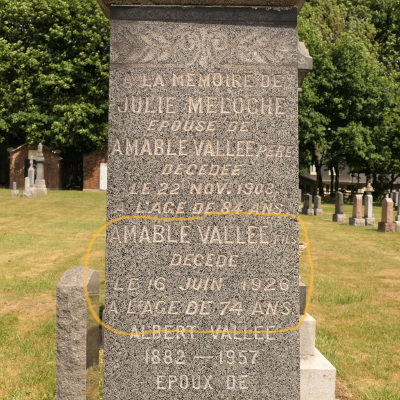 A LA MEMOIRE DE
JULIE MELOCHE
EPOUSE DE
AMABLE VALLEE PERE
DECEDEE
LE 22 NOV. 1903,
A L'AGE DE 84 ANS.
AMABLE VALLEE FILS
DECEDE
LE 16 JUIN 1926
A L'AGE DE 74 ANS.
ALBERT VALLEE
1882 — 1957
EPOUX DE